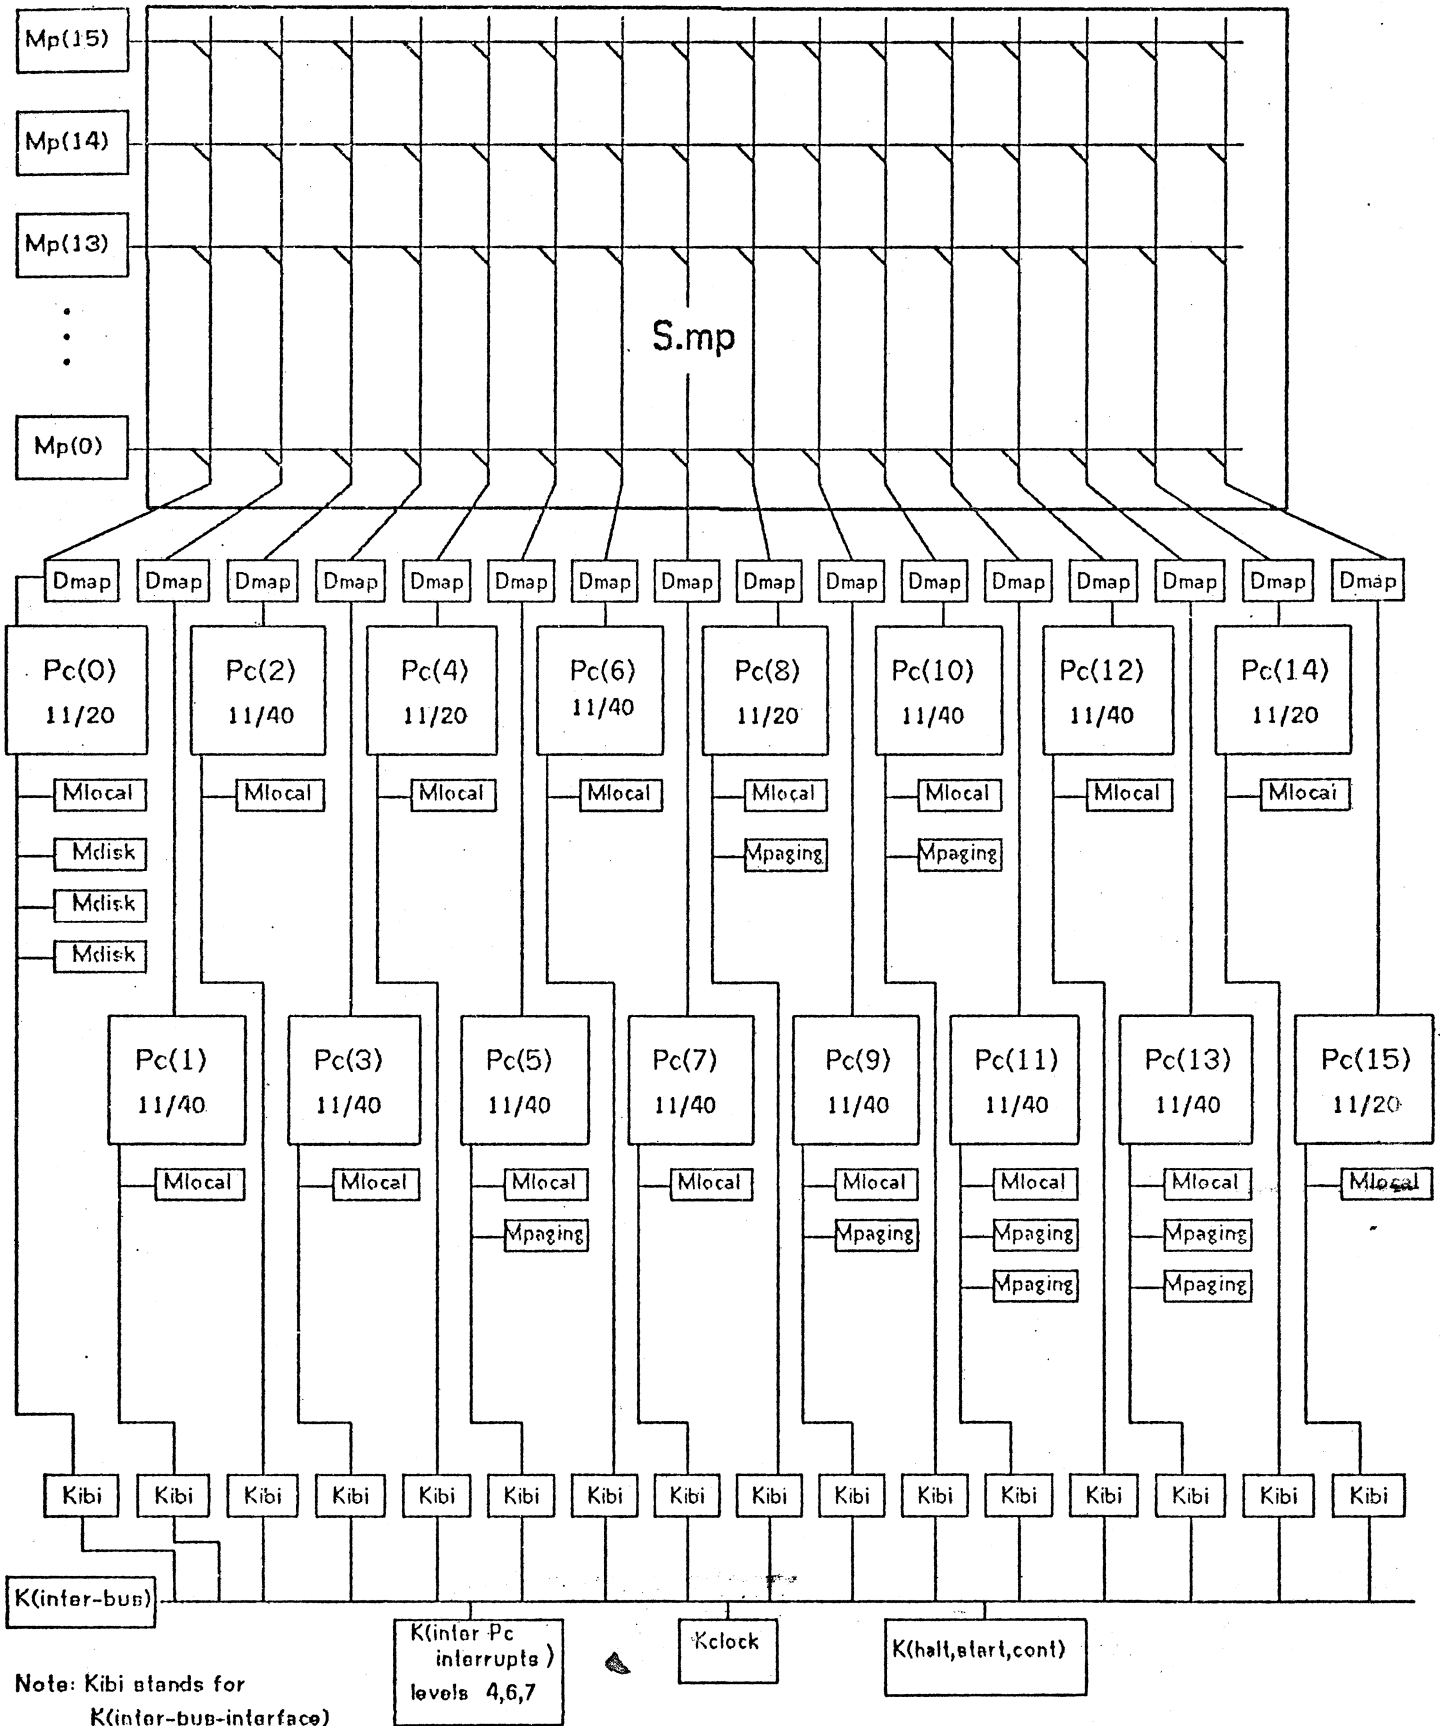 Mp(15)
Mp(14)
Mp(13)
S.mp
Mp(0)
Dmap Dmap Dmap Dmap Dmap Dmap Dmap Dmap Dmap Dmap Dmap Dmap Dmap Dmap Dmap Dmap
Pc(0) Pc(2) Pc(4) Pc(6) Pc(8) Pc(10) Pc(12) Pc(14)
11/20 11/40 11/20 11/40 11/20 11/40 11/40 11/20
Mlocal Mlocal Mlocal Mlocal Mlocal Mlocal Mlocal Mlocal
Mdisk Mpaging Mpaging
Mdisk
Mdisk
Pc(1) Pc(3) Pc(5) Pc(7) Pc(9) Pc(11) Pc(13) Pc(15)
11/40 11/40 11/40 11/40 11/40 11/40 11/40 11/20
Mlocal Mlocal Mlocal Mlocal Mlocal Mlocal Mlocal Mlocal
Mpaging Mpaging Mpaging Mpaging
Mpaging Mpaging
Kibi Kibi Kibi Kibi Kibi Kibi Kibi Kibi Kibi Kibi Kibi Kibi Kibi Kibi Kibi Kibi
K(inter-bus)
K(inter Pc
interrupts )
levels 4,6,7
Kclock
K(halt,start,cont)
Note: Kibi stands for
K(inter-bus-interface)